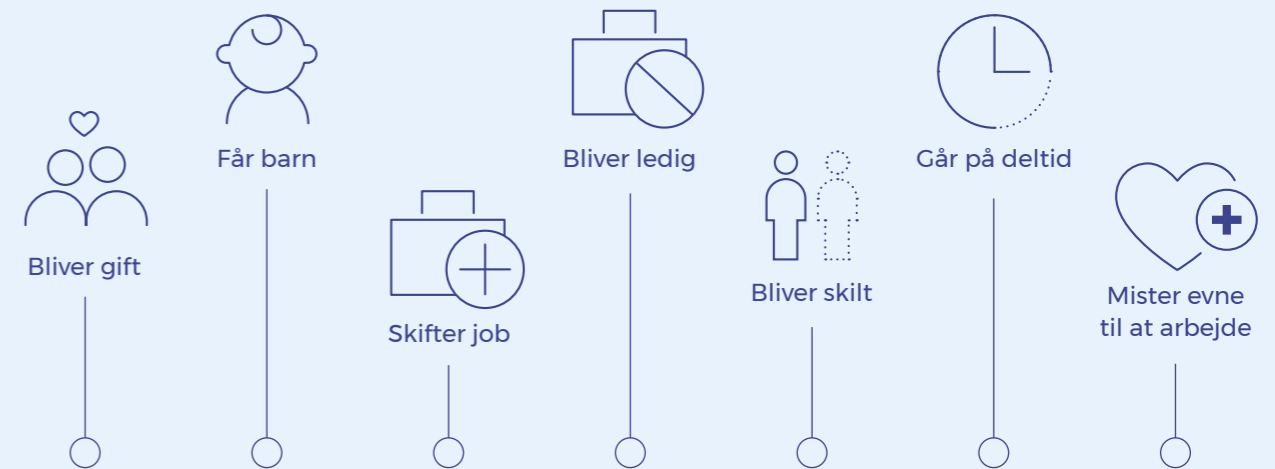 Bliver gift
Får barn
Skifter job
Bliver ledig
Bliver skilt
Går på deltid
Mister evne
til at arbejde